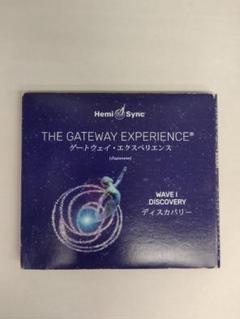 Hemi Sync®
THE GATEWAY EXPERIENCE®
ゲートウェイ・エクスペリエンス
(Japanese)
WAVE I
DISCOVERY
ディスカバリー